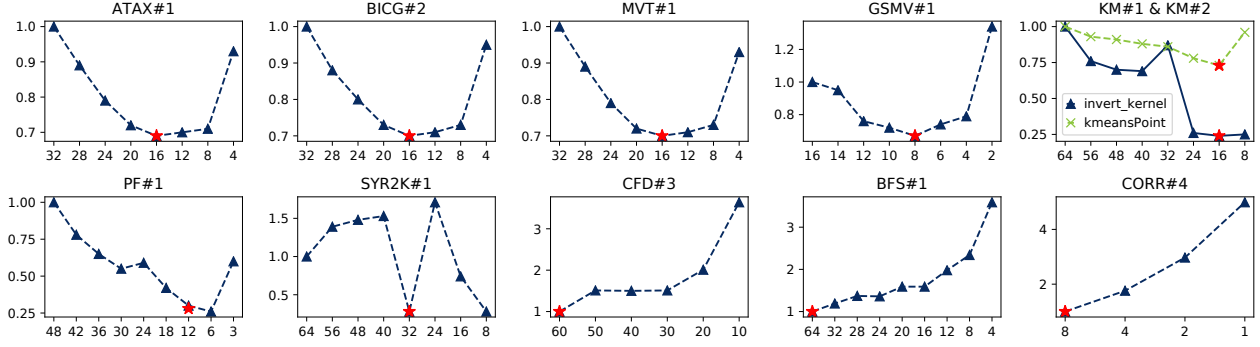 ATAX#1 BICG#2 MVT#1 GSMV#1 KM#1 & KM#2
1.0 0.9 0.8 0.7
32 28 24 20 16 12 8 4
1.0 0.9 0.8 0.7
32 28 24 20 16 12 8 4
1.0 0.9 0.8 0.7
32 28 24 20 16 12 8 4
1.2 1.0 0.8
16 14 12 10 8 6 4 2
1.00 0.75 0.50 0.25
invert_kernel
kmeansPoint
64 56 48 40 32 24 16 8
PF#1 SYR2K#1 CFD#3 BFS#1 CORR#4
1.00 0.75 0.50 0.25
48 42 36 30 24 18 12 6 3
1.5 1.0 0.5
64 56 48 40 32 24 16 8
3 2 1
60 50 40 30 20 10
3 2 1
64 32 28 24 20 16 12 8 4
4 2
8 4 2 1